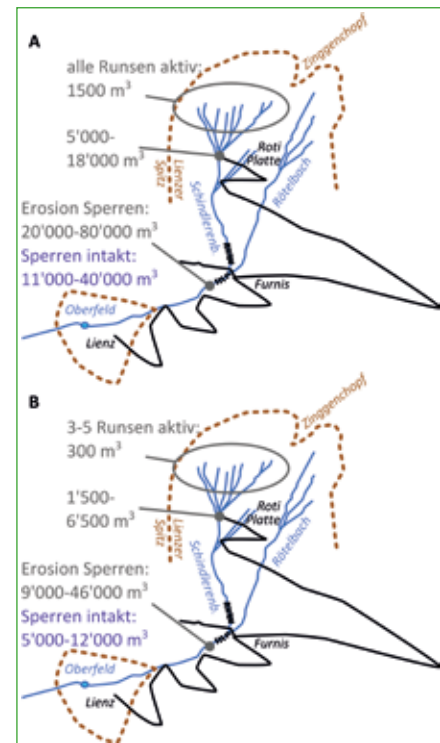 A
Zinggenchopf
alle Runsen aktiv:
1500 m³
5'000-
18'000 m³
Lienzer
Spitz
Roti
Platte
Rötelbach
Schindlerenb.
Erosion Sperren:
20'000-80'000 m³
Sperren intakt:
11'000-40'000 m³
Furnis
Oberfeld
Lienz
B
Zinggenchopf
3-5 Runsen aktiv:
300 m³
1'500-
6'500 m³
Lienzer
Spitz
Roti
Platte
Rötelbach
Schindlerenb.
Erosion Sperren:
9'000-46'000 m³
Sperren intakt:
5'000-12'000 m³
Furnis
Oberfeld
Lienz